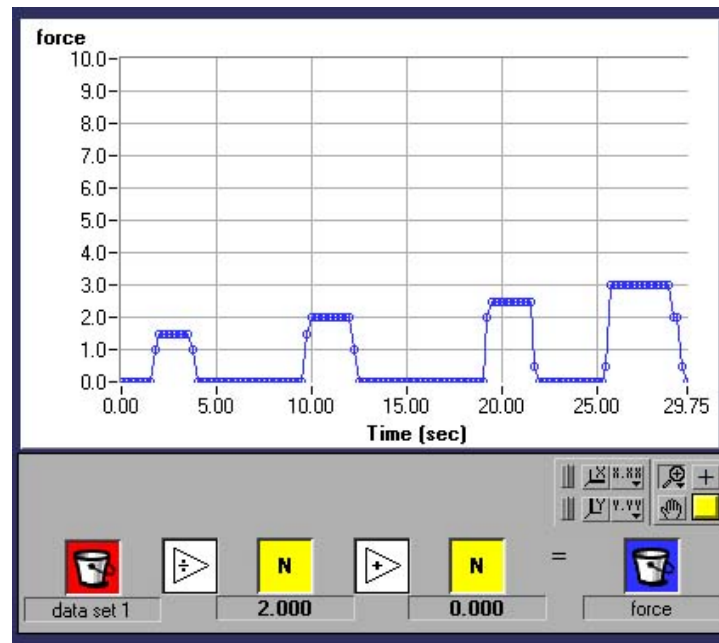 force
10.0
9.0
8.0
7.0
6.0
5.0
4.0
3.0
2.0
1.0
0.0
0.00 5.00 10.00 15.00 20.00 25.00 29.75
Time (sec)
X X.XX
Y Y.YY
÷ N + N =
data set 1 2.000 0.000 force